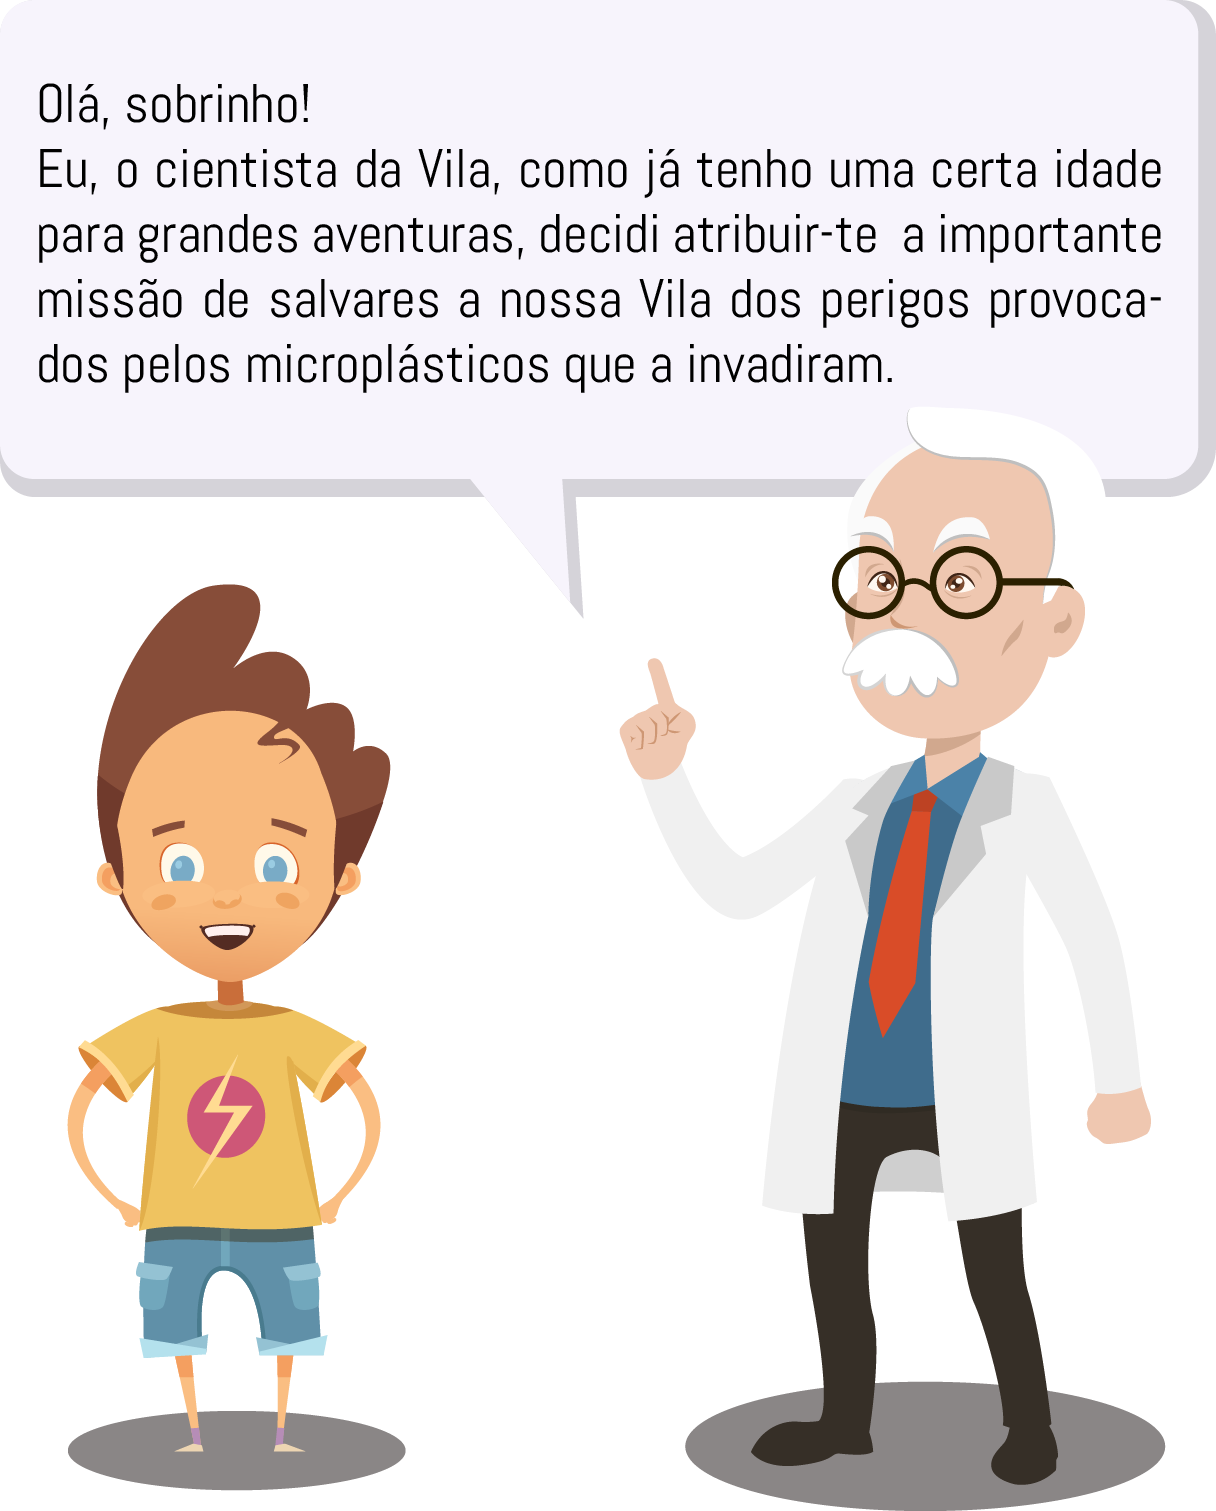 Olá, sobrinho!
Eu, o cientista da Vila, como já tenho uma certa idade
para grandes aventuras, decidi atribuir-te a importante
missão de salvares a nossa Vila dos perigos provoca-
dos pelos microplásticos que a invadiram.